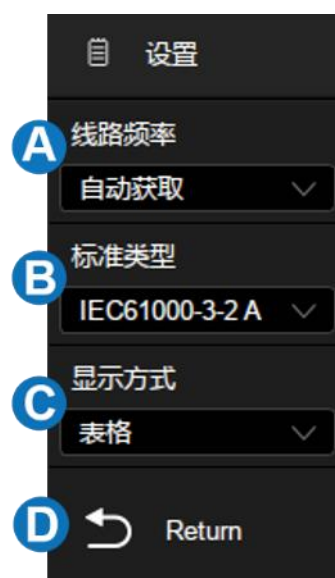 设置
A
线路频率
自动获取
B
标准类型
IEC61000-3-2 A
C
显示方式
表格
D
Return